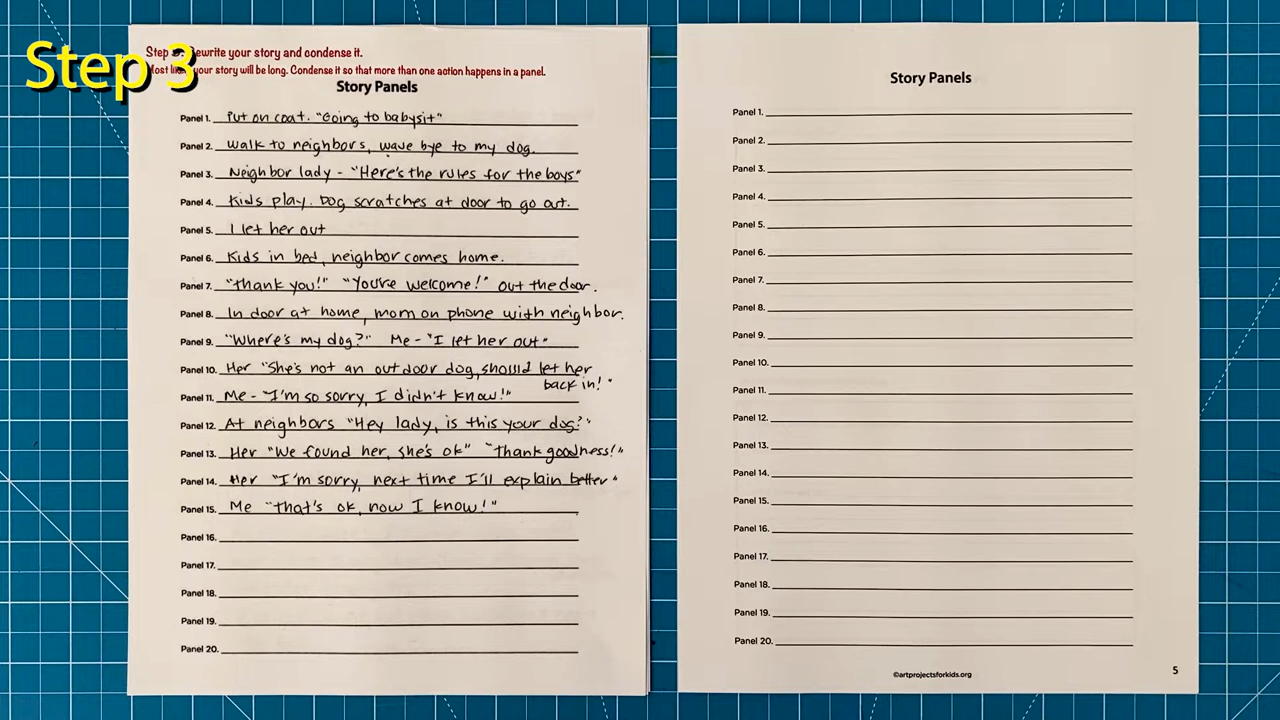 Step 3
Step 3. Rewrite your story and condense it.
Most likely your story will be long. Condense it so that more than one action happens in a panel.
Story Panels
Panel 1. Put on coat. "Going to babysit"
Panel 2. walk to neighbors, wave bye to my dog.
Panel 3. Neighbor lady - "Here's the rules for the boys"
Panel 4. Kids play. Dog scratches at door to go out.
Panel 5. I let her out
Panel 6. Kids in bed, neighbor comes home.
Panel 7. "Thank you!" "You're welcome!" out the door.
Panel 8. In door at home, mom on phone with neighbor.
Panel 9. "Where's my dog?" Me - "I let her out"
Panel 10. Her "She's not an outdoor dog, should let her
back in!"
Panel 11. Me - "I'm so sorry, I didn't know!"
Panel 12. At neighbors "Hey lady, is this your dog?"
Panel 13. Her "We found her, she's ok" "Thank goodness!"
Panel 14. Her "I'm sorry, next time I'll explain better"
Panel 15. Me "That's ok, now I know!"
Panel 16.
Panel 17.
Panel 18.
Panel 19.
Panel 20.
Story Panels
Panel 1.
Panel 2.
Panel 3.
Panel 4.
Panel 5.
Panel 6.
Panel 7.
Panel 8.
Panel 9.
Panel 10.
Panel 11.
Panel 12.
Panel 13.
Panel 14.
Panel 15.
Panel 16.
Panel 17.
Panel 18.
Panel 19.
Panel 20.
©artprojectsforkids.org
5